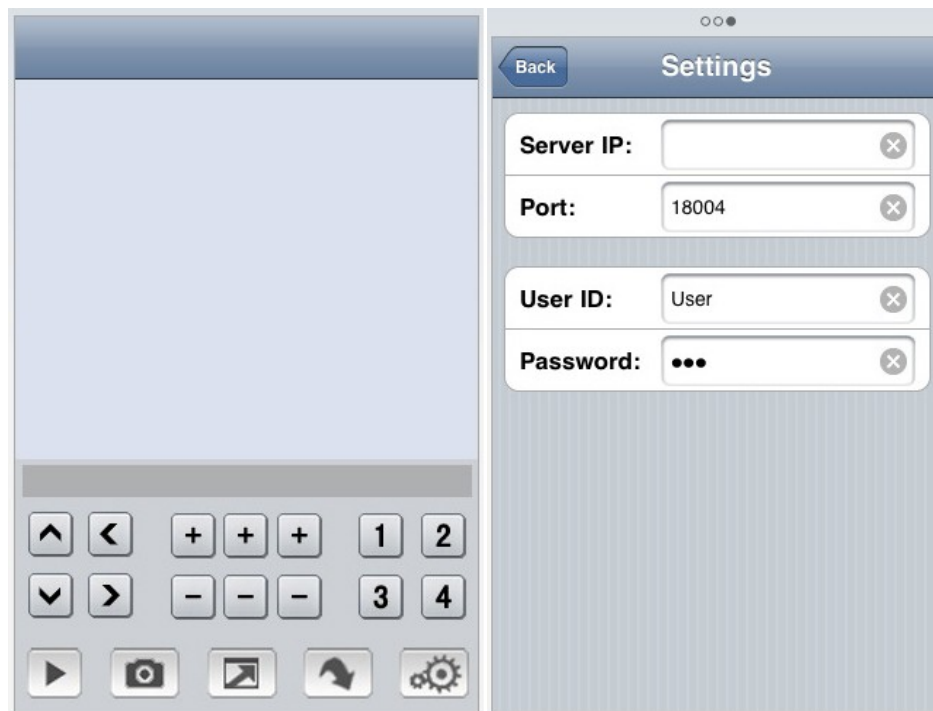 + + + 1 2
- - - 3 4
Back Settings
Server IP:
Port: 18004
User ID: User
Password: •••